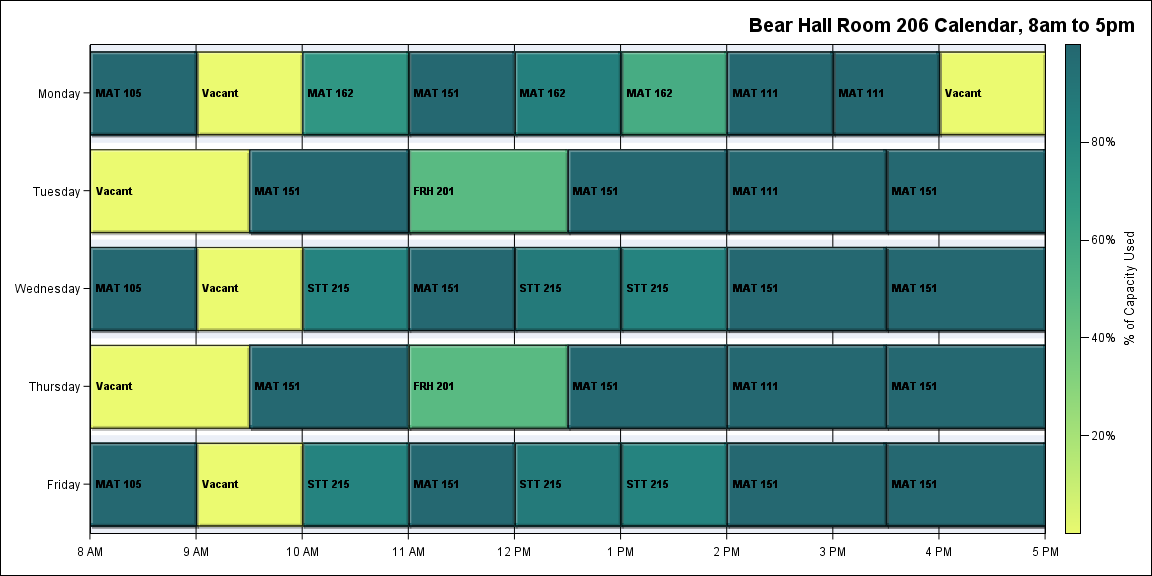 Bear Hall Room 206 Calendar, 8am to 5pm
Monday
MAT 105
Vacant
MAT 162
MAT 151
MAT 162
MAT 162
MAT 111
MAT 111
Vacant
Tuesday
Vacant
MAT 151
FRH 201
MAT 151
MAT 111
MAT 151
Wednesday
MAT 105
Vacant
STT 215
MAT 151
STT 215
STT 215
MAT 151
MAT 151
Thursday
Vacant
MAT 151
FRH 201
MAT 151
MAT 111
MAT 151
Friday
MAT 105
Vacant
STT 215
MAT 151
STT 215
STT 215
MAT 151
MAT 151
8 AM
9 AM
10 AM
11 AM
12 PM
1 PM
2 PM
3 PM
4 PM
5 PM
80%
60%
40%
20%
% of Capacity Used